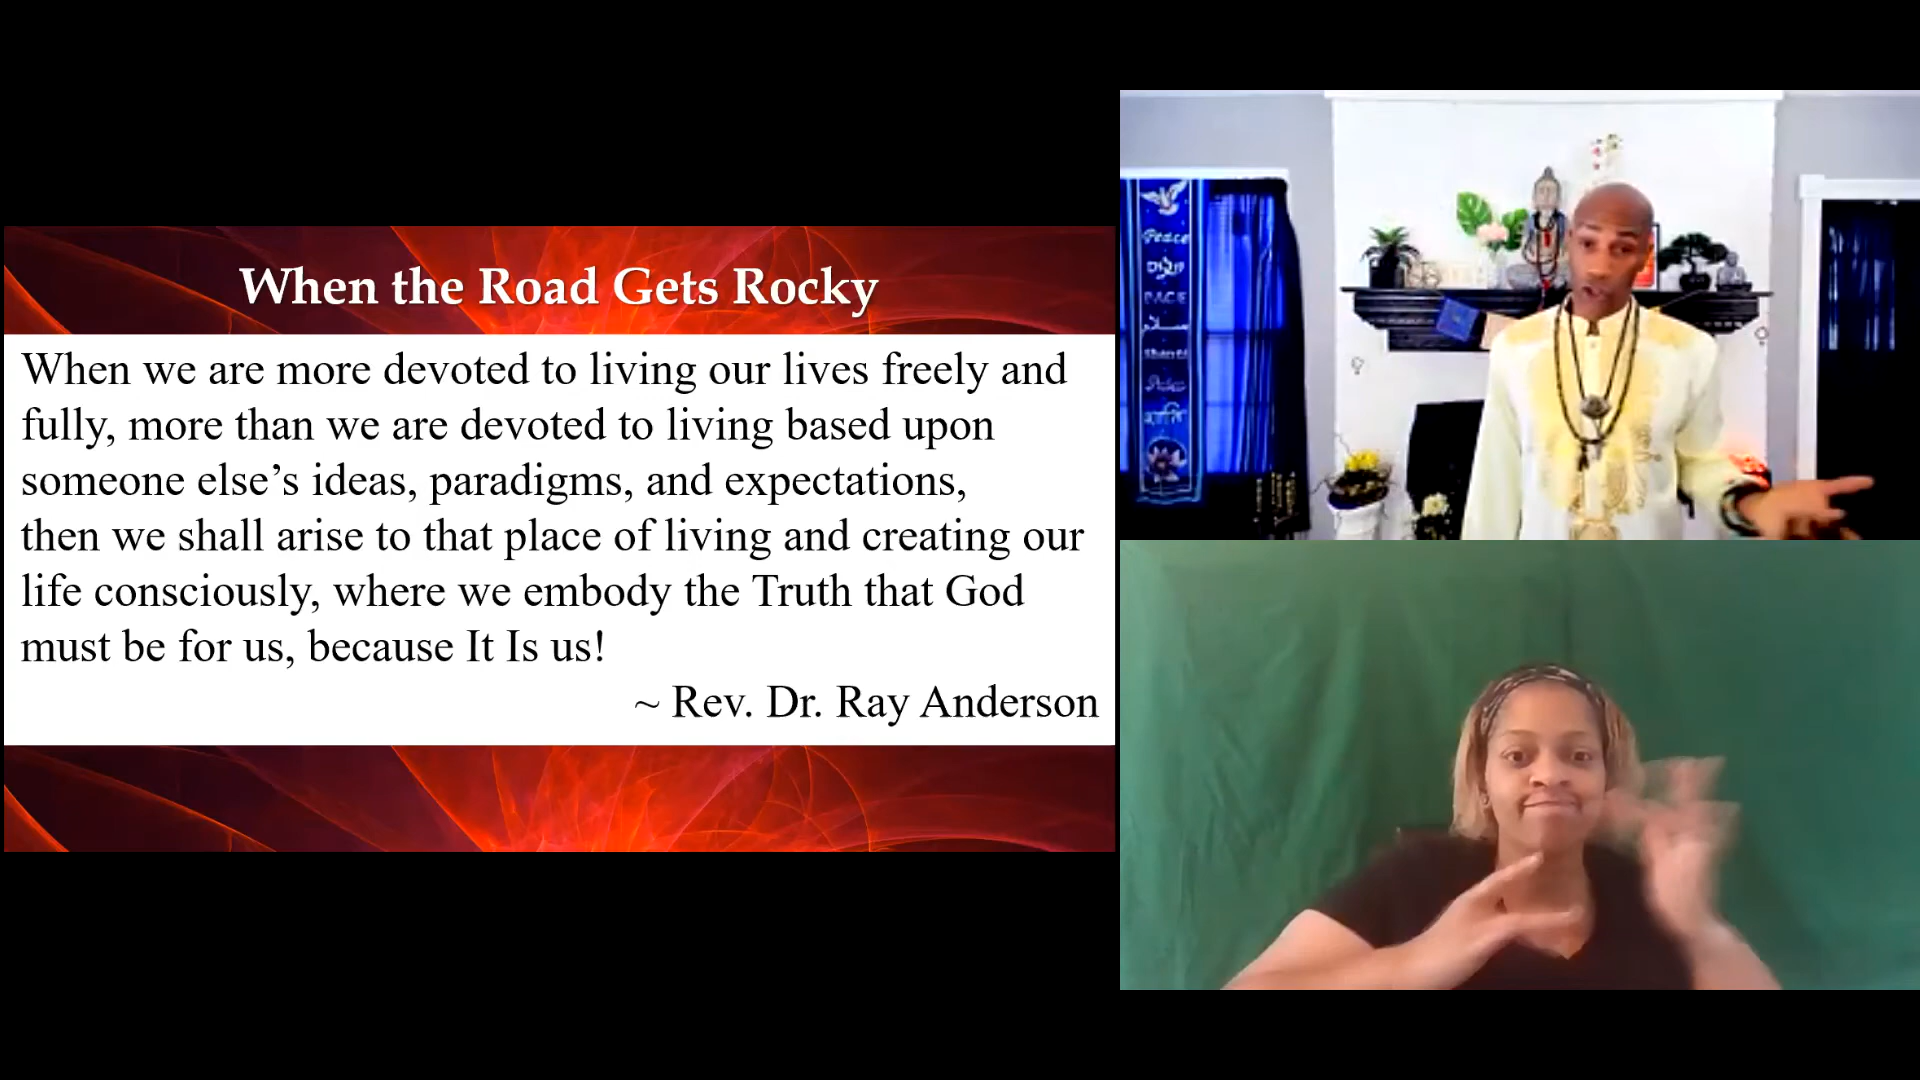 When the Road Gets Rocky
When we are more devoted to living our lives freely and
fully, more than we are devoted to living based upon
someone else’s ideas, paradigms, and expectations,
then we shall arise to that place of living and creating our
life consciously, where we embody the Truth that God
must be for us, because It Is us!
~ Rev. Dr. Ray Anderson
Peace